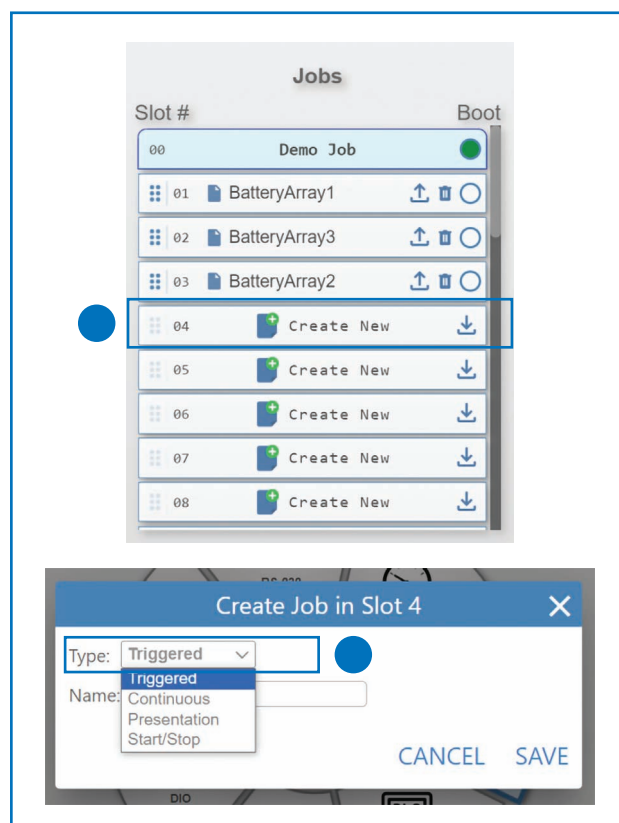 Jobs
Slot # Boot
00 Demo Job
01 BatteryArray1
02 BatteryArray3
03 BatteryArray2
04 Create New
05 Create New
06 Create New
07 Create New
08 Create New
Create Job in Slot 4
Type: Triggered
Triggered
Name:
Continuous
Presentation
Start/Stop
CANCEL SAVE
DIO